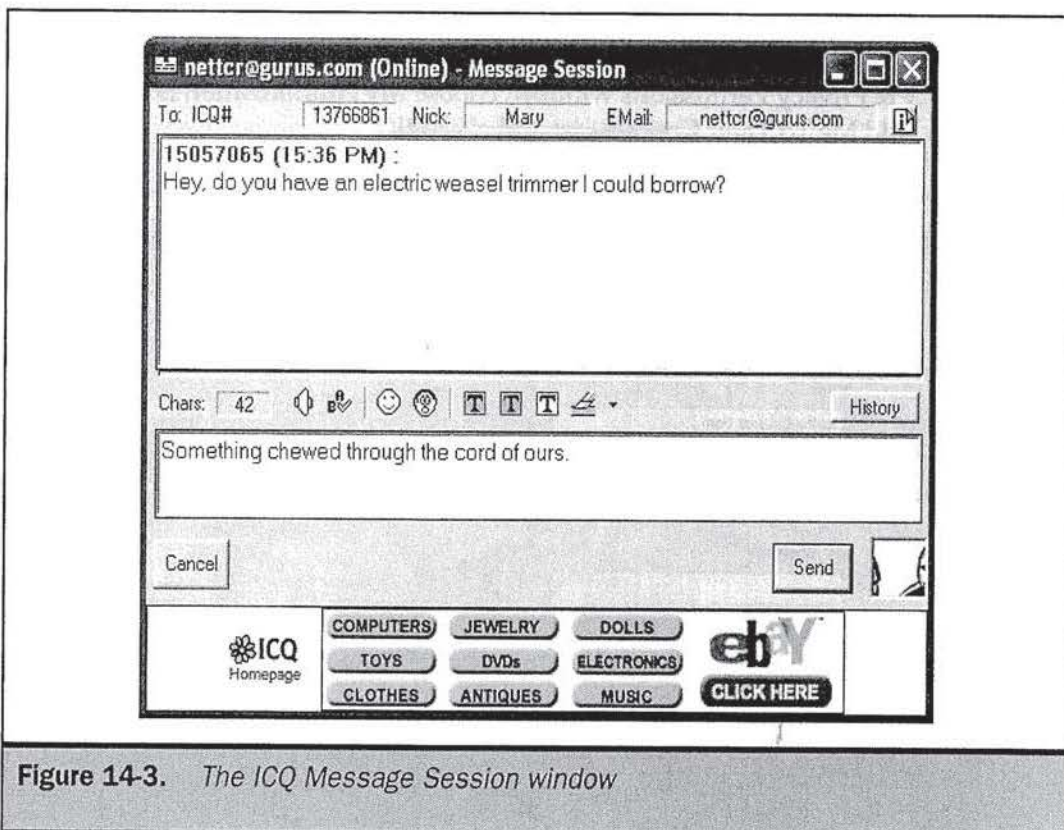 nettcr@gurus.com (Online) - Message Session
To: ICQ# 13766861 Nick: Mary EMail: nettcr@gurus.com
15057065 (15:36 PM) :
Hey, do you have an electric weasel trimmer I could borrow?
Chars: 42 History
Something chewed through the cord of ours.
Cancel Send
ICQ
Homepage
COMPUTERS JEWELRY DOLLS
TOYS DVDs ELECTRONICS
CLOTHES ANTIQUES MUSIC
ebay
CLICK HERE
Figure 14-3. The ICQ Message Session window